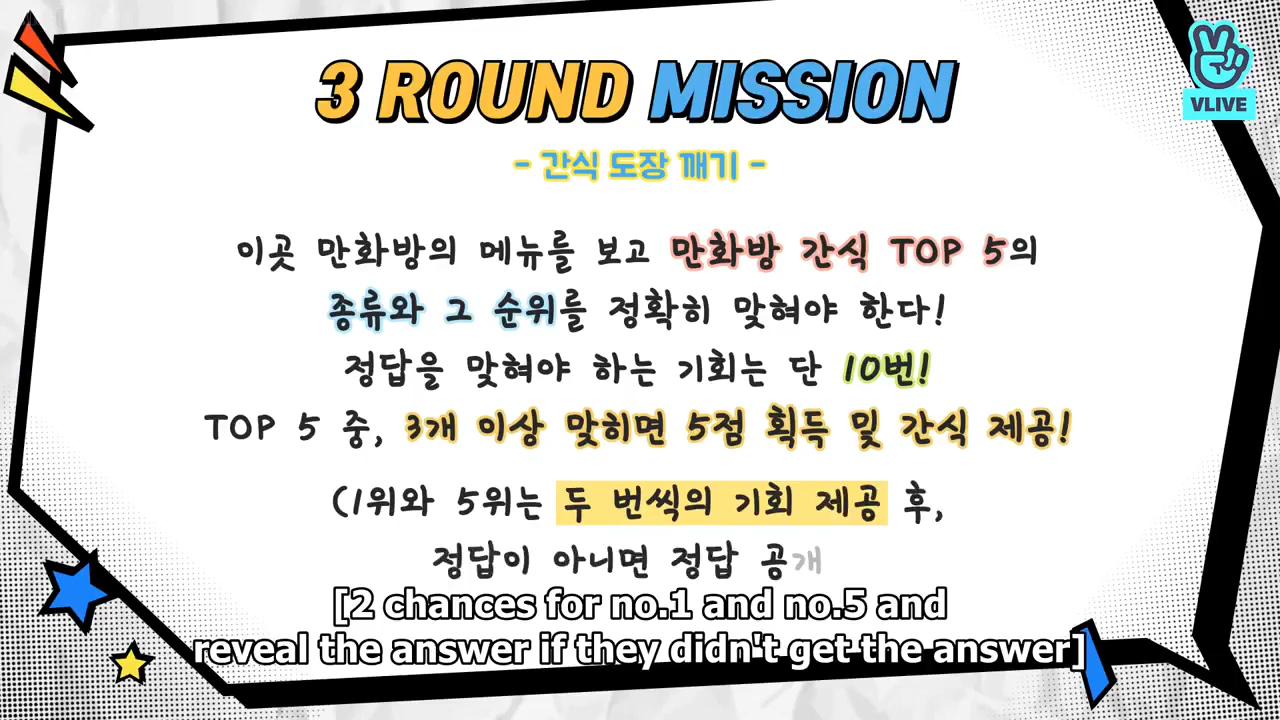 3 ROUND MISSION
VLIVE
- 간식 도장 깨기 -
이곳 만화방의 메뉴를 보고 만화방 간식 TOP 5의
종류와 그 순위를 정확히 맞혀야 한다!
정답을 맞혀야 하는 기회는 단 10번!
TOP 5 중, 3개 이상 맞히면 5점 획득 및 간식 제공!
(1위와 5위는 두 번씩의 기회 제공 후,
정답이 아니면 정답 공개
[2 chances for no.1 and no.5 and
reveal the answer if they didn't get the answer]